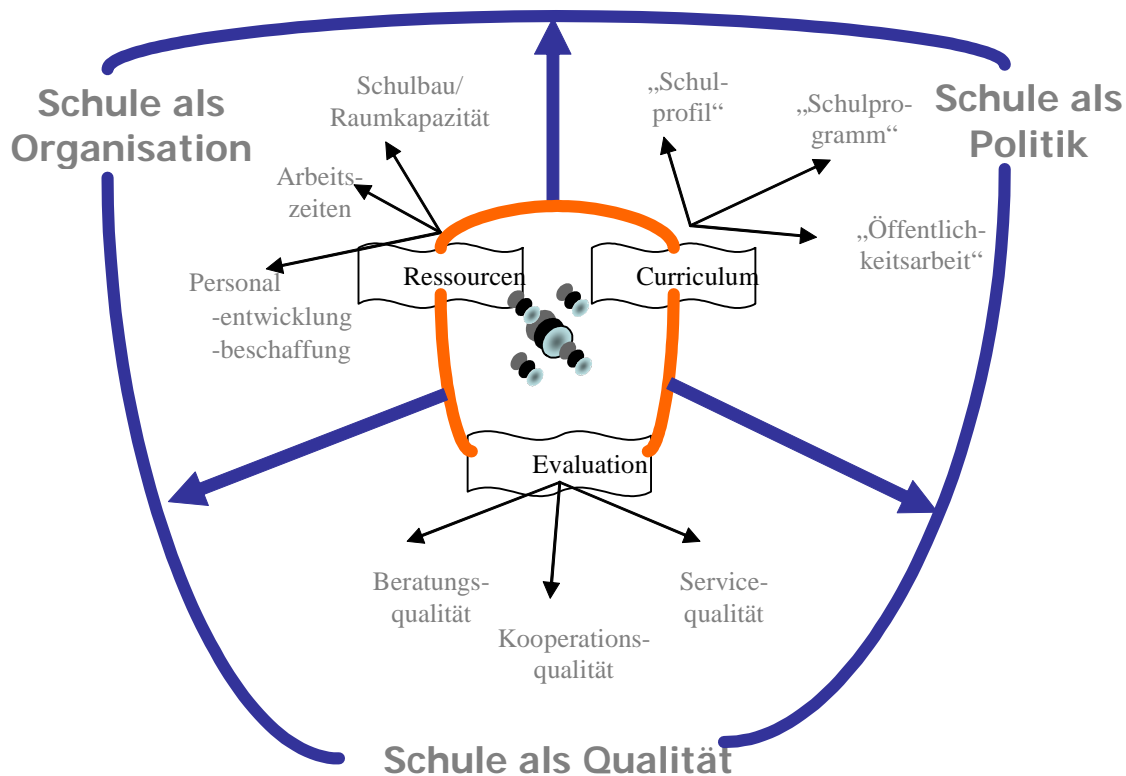 Schule als
Organisation
Schulbau/
Raumkapazität
Arbeits-
zeiten
Personal
-entwicklung
-beschaffung
„Schul-
profil“
„Schulpro-
gramm“
„Öffentlich-
keitsarbeit“
Schule als
Politik
Ressourcen
Curriculum
Evaluation
Beratungs-
qualität
Kooperations-
qualität
Service-
qualität
Schule als Qualität